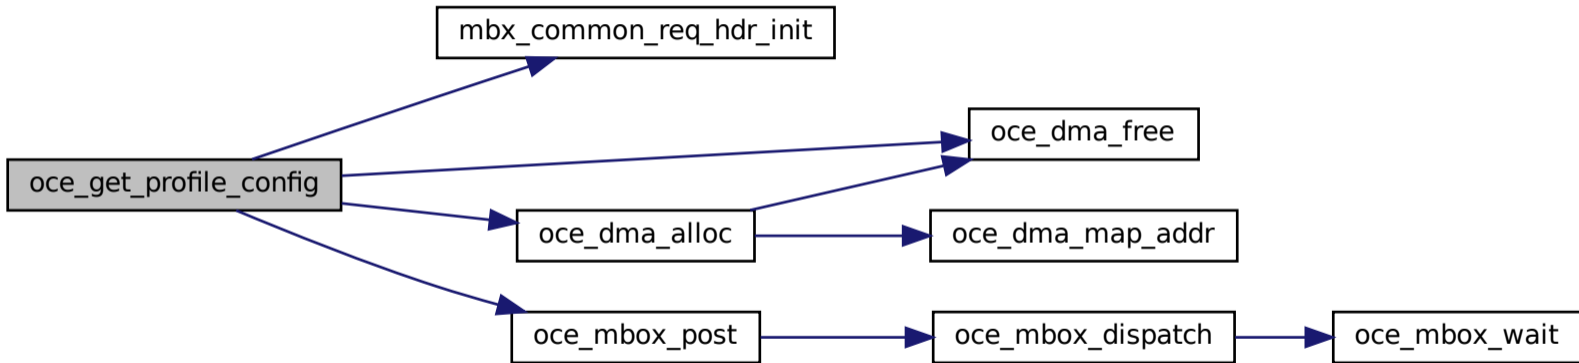 mbx_common_req_hdr_init
oce_dma_free
oce_get_profile_config
oce_dma_alloc
oce_dma_map_addr
oce_mbox_post
oce_mbox_dispatch
oce_mbox_wait